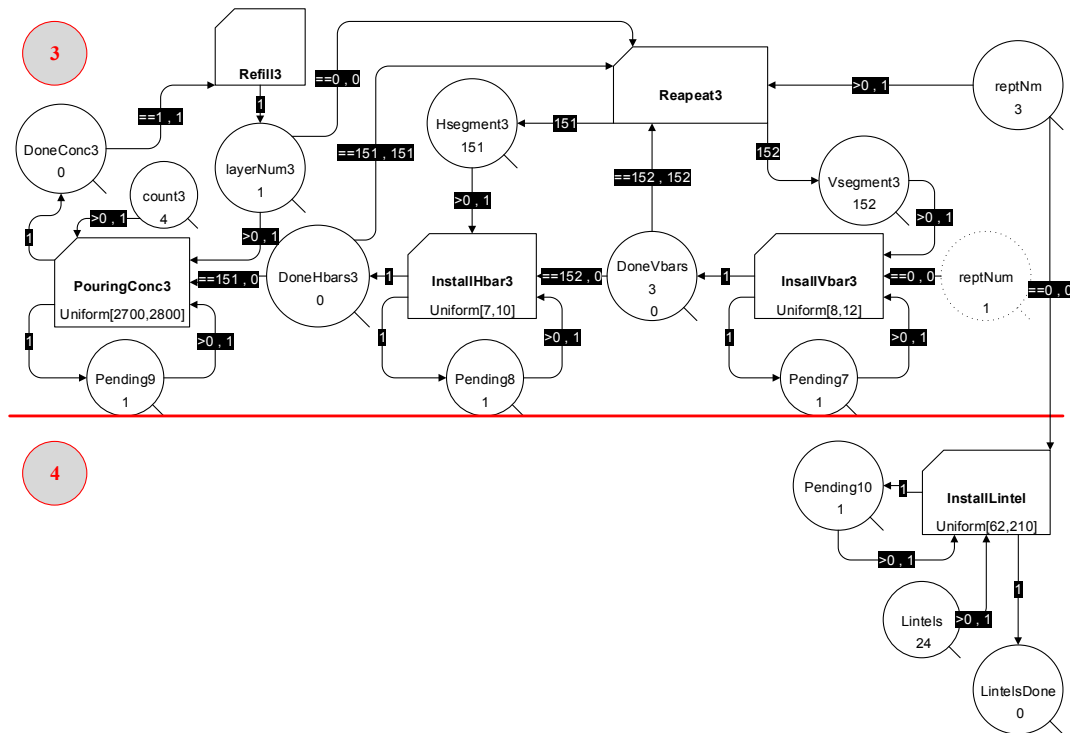 3
Refill3
==0 , 0
==1 , 1
1
Reapeat3
>0 , 1
reptNm
3
DoneConc3
0
Hsegment3
151
151
==151 , 151
152
==152 , 152
layerNum3
1
count3
4
>0 , 1
Vsegment3
152
>0 , 1
>0 , 1
>0 , 1
1
PouringConc3
Uniform[2700,2800]
==151 , 0
DoneHbars3
0
1
InstallHbar3
Uniform[7,10]
==152 , 0
DoneVbars
3
0
1
InsallVbar3
Uniform[8,12]
==0 , 0
reptNum
1
==0 , 0
1
>0 , 1
1
>0 , 1
1
>0 , 1
Pending9
1
Pending8
1
Pending7
1
4
Pending10
1
1
InstallLintel
Uniform[62,210]
>0 , 1
1
Lintels
24
>0 , 1
LintelsDone
0